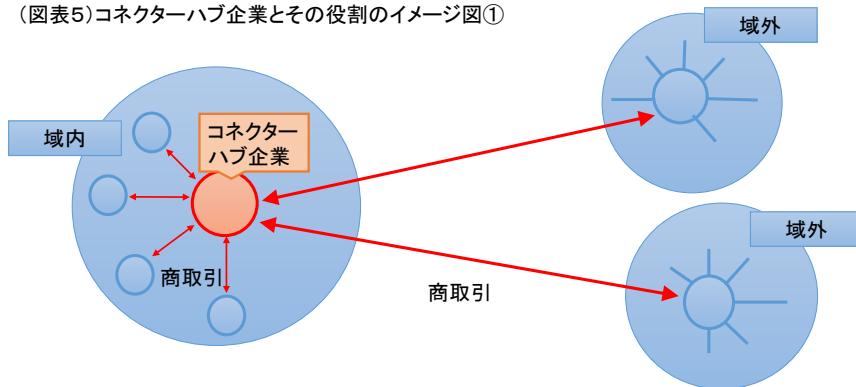 (図表5)コネクターハブ企業とその役割のイメージ図①
域外
コネクター
ハブ企業
域内
域外
商取引
商取引